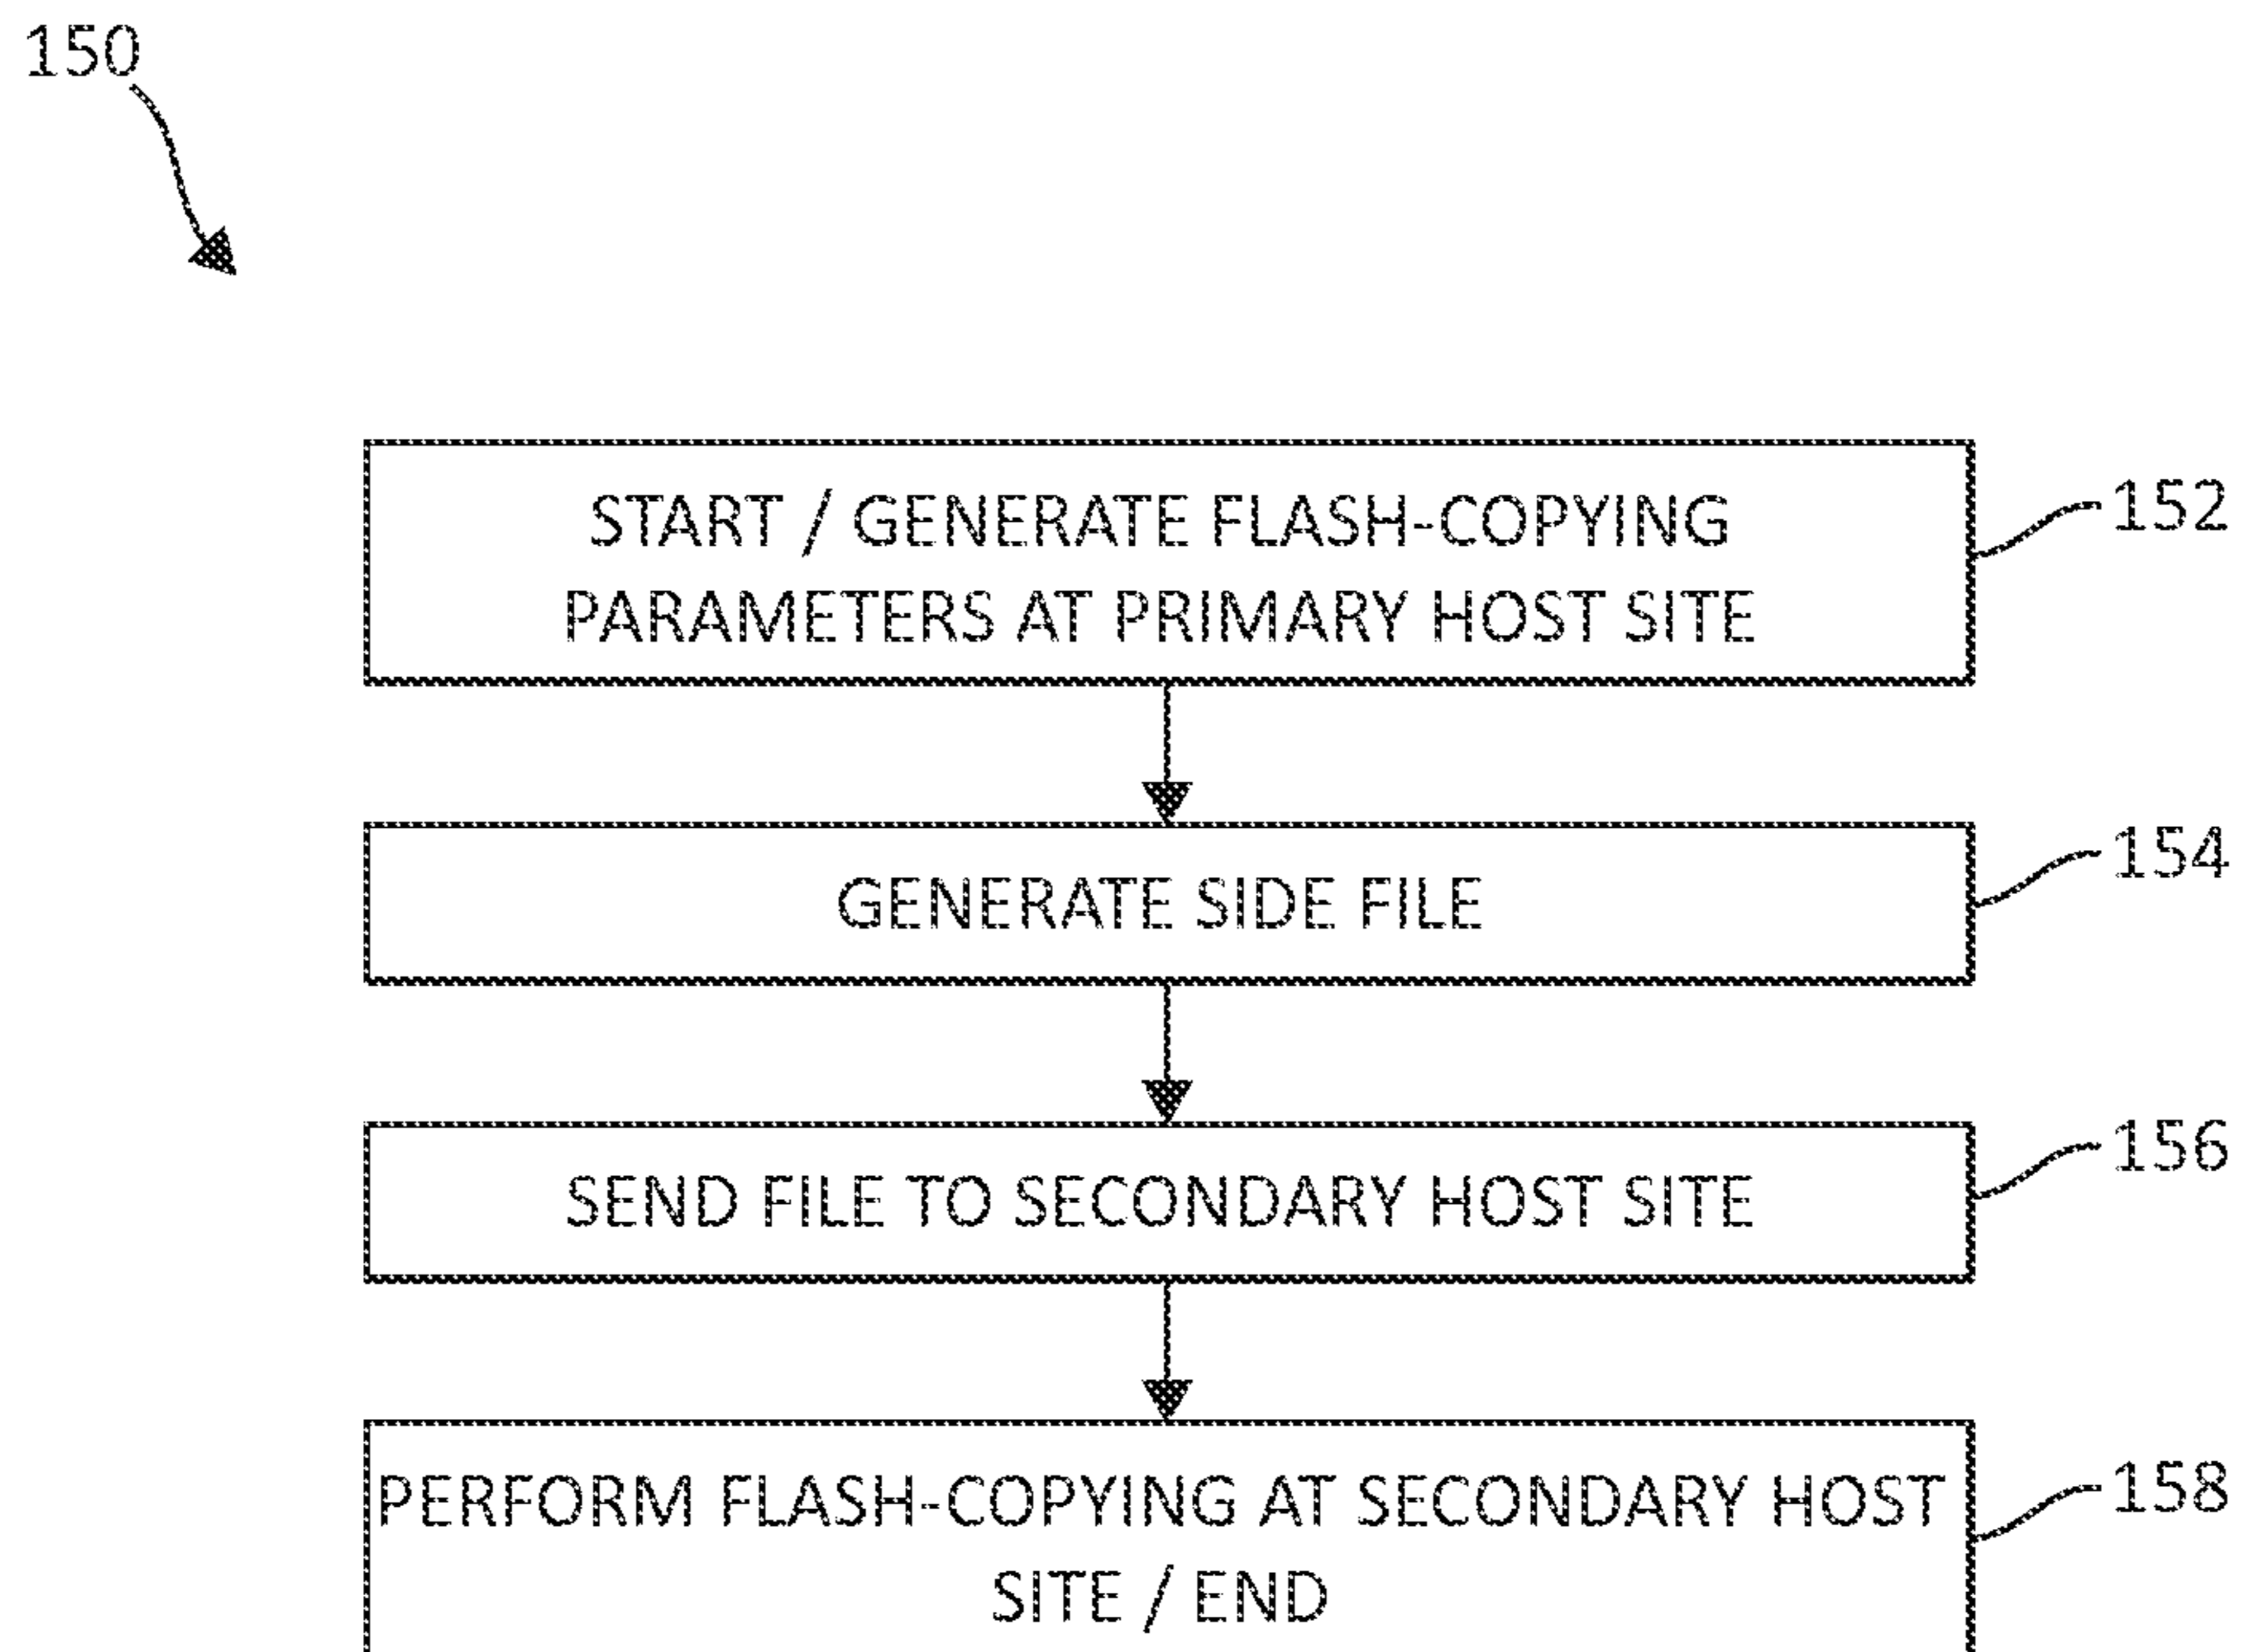 150
START / GENERATE FLASH-COPYING
PARAMETERS AT PRIMARY HOST SITE
152
GENERATE SIDE FILE
154
SEND FILE TO SECONDARY HOST SITE
156
PERFORM FLASH-COPYING AT SECONDARY HOST
SITE / END
158